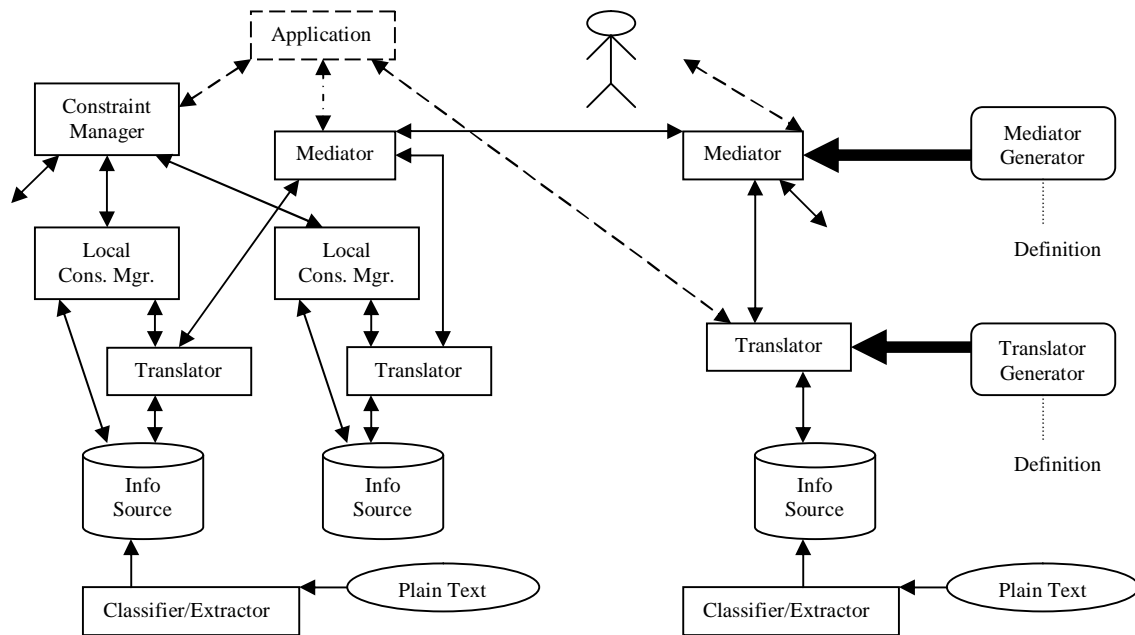 Application
Constraint
Manager
Mediator
Mediator
Mediator
Generator
Definition
Local
Cons. Mgr.
Local
Cons. Mgr.
Translator
Translator
Translator
Translator
Generator
Definition
Info
Source
Info
Source
Info
Source
Classifier/Extractor
Plain Text
Classifier/Extractor
Plain Text